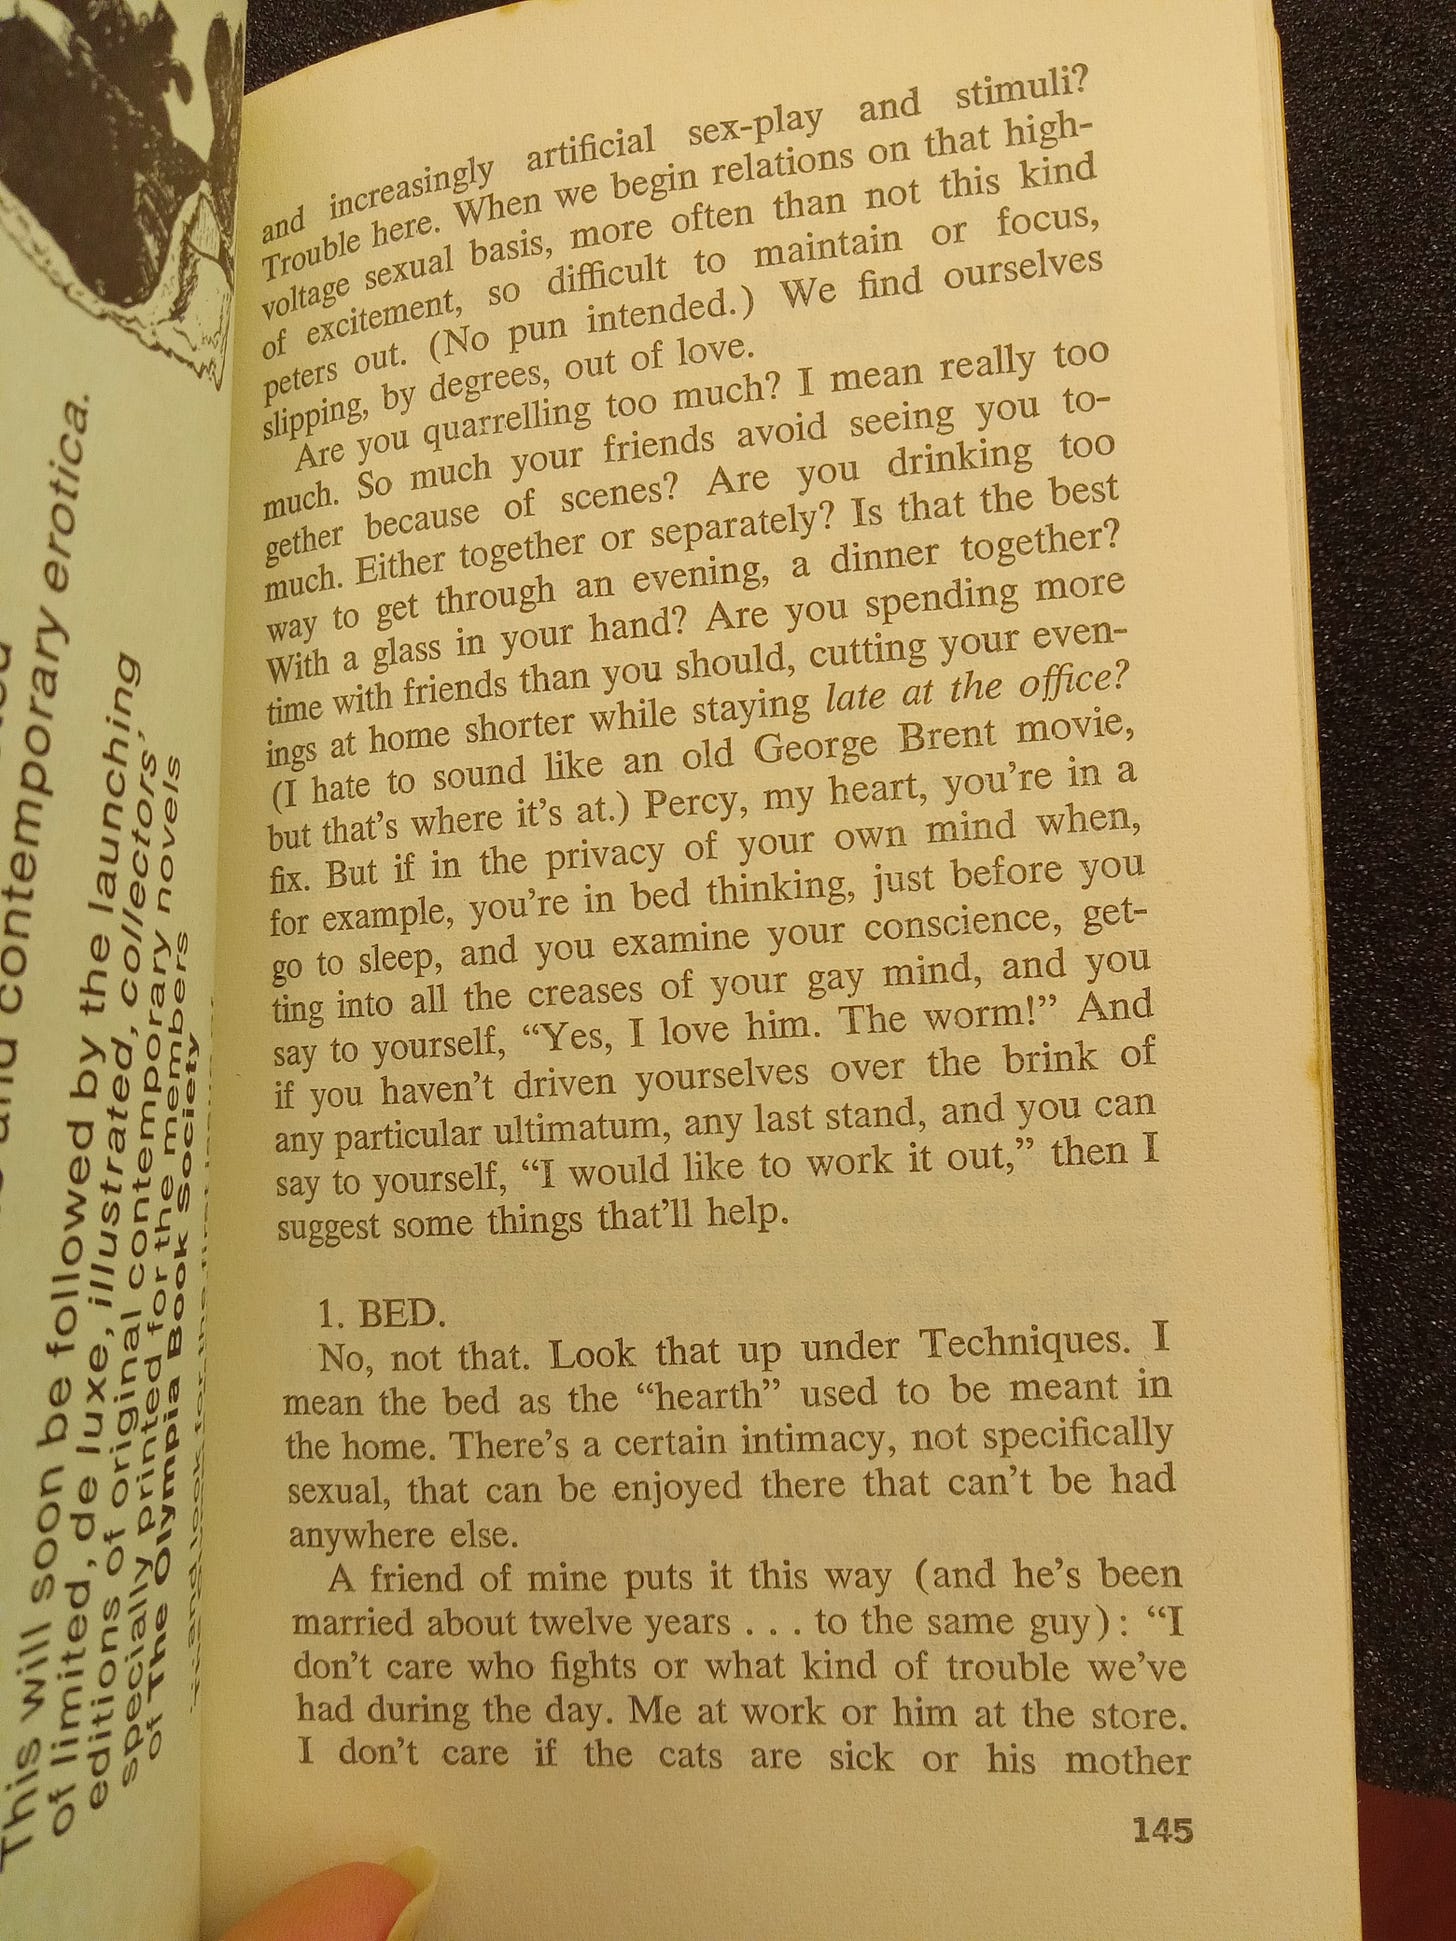 and contemporary erotica.
This will soon be followed by the launching
of limited, de luxe, illustrated, collectors'
editions of original contemporary novels
specially printed for the members
of The Olympia Book Society
and increasingly artificial sex-play and stimuli?
Trouble here. When we begin relations on that high-
voltage sexual basis, more often than not this kind
of excitement, so difficult to maintain or focus,
peters out. (No pun intended.) We find ourselves
slipping, by degrees, out of love.
Are you quarrelling too much? I mean really too
much. So much your friends avoid seeing you to-
gether because of scenes? Are you drinking too
much. Either together or separately? Is that the best
way to get through an evening, a dinner together?
With a glass in your hand? Are you spending more
time with friends than you should, cutting your even-
ings at home shorter while staying late at the office?
(I hate to sound like an old George Brent movie,
but that's where it's at.) Percy, my heart, you're in a
fix. But if in the privacy of your own mind when,
for example, you're in bed thinking, just before you
go to sleep, and you examine your conscience, get-
ting into all the creases of your gay mind, and you
say to yourself, “Yes, I love him. The worm!” And
if you haven't driven yourselves over the brink of
any particular ultimatum, any last stand, and you can
say to yourself, “I would like to work it out,” then I
suggest some things that'll help.
1. BED.
No, not that. Look that up under Techniques. I
mean the bed as the “hearth” used to be meant in
the home. There's a certain intimacy, not specifically
sexual, that can be enjoyed there that can't be had
anywhere else.
A friend of mine puts it this way (and he's been
married about twelve years . . . to the same guy): “I
don't care who fights or what kind of trouble we've
had during the day. Me at work or him at the store.
I don't care if the cats are sick or his mother
145